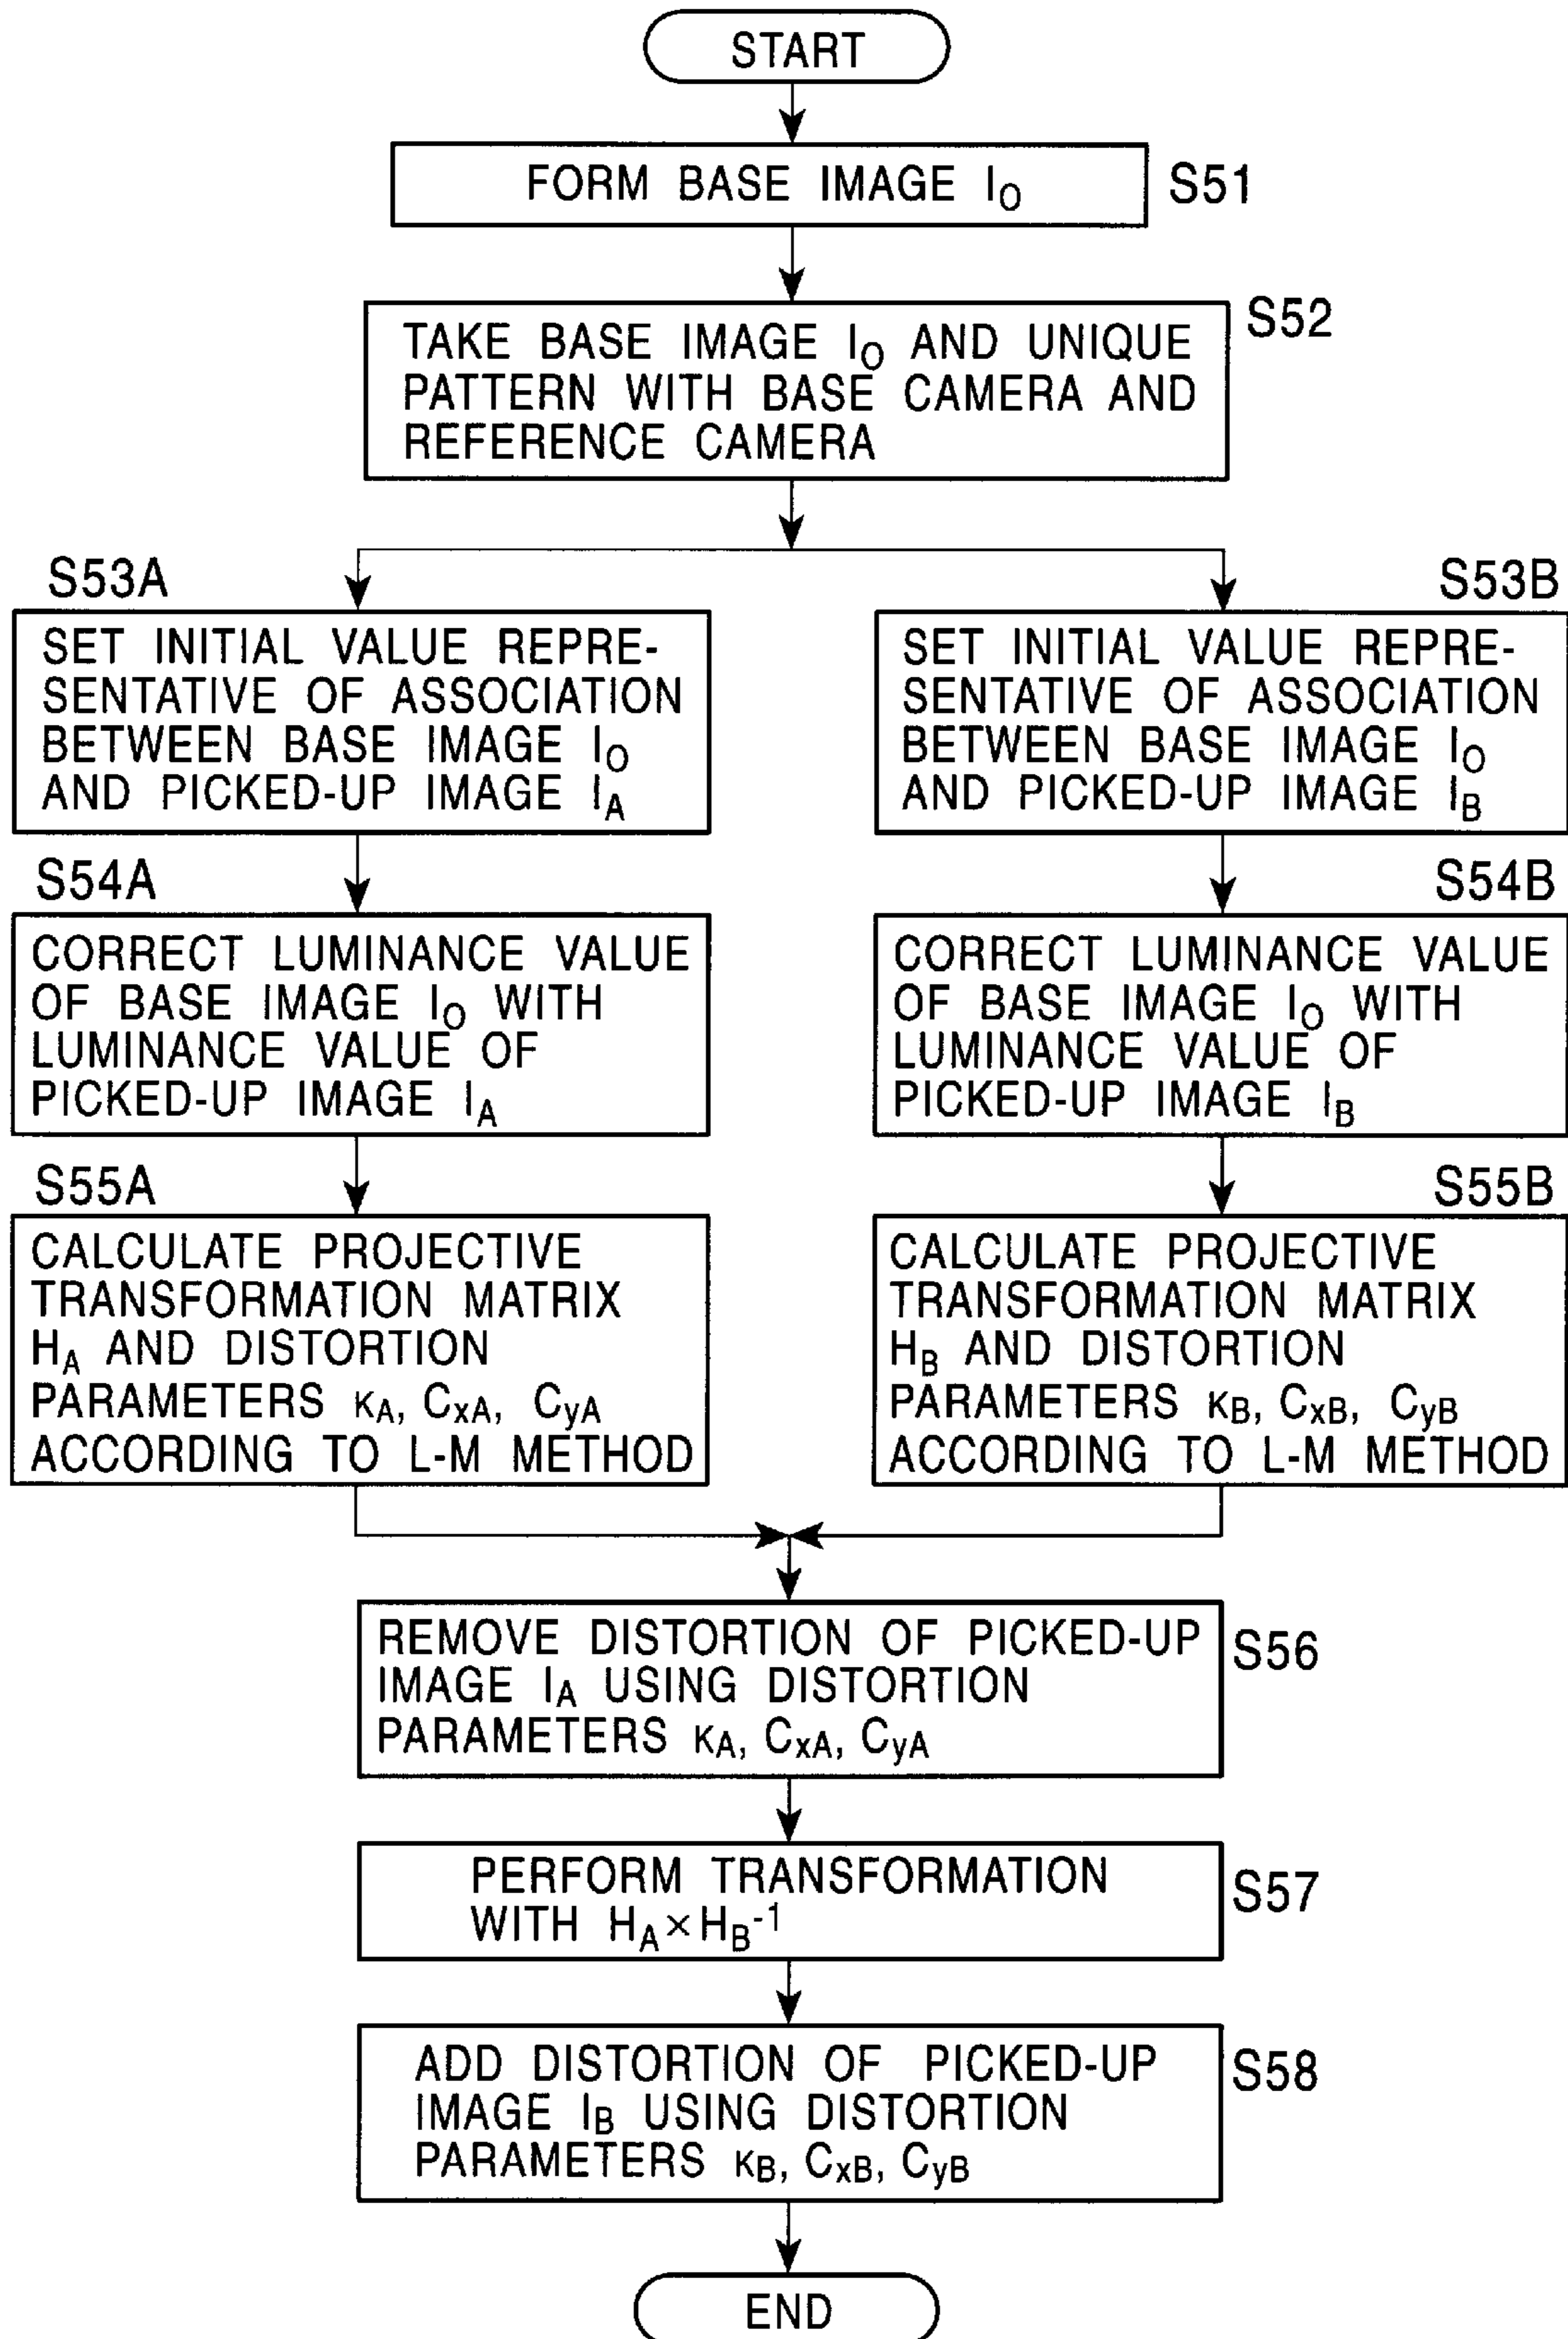 START
FORM BASE IMAGE IO
S51
S52
TAKE BASE IMAGE IO AND UNIQUE
PATTERN WITH BASE CAMERA AND
REFERENCE CAMERA
S53A
SET INITIAL VALUE REPRE-
SENTATIVE OF ASSOCIATION
BETWEEN BASE IMAGE IO
AND PICKED-UP IMAGE IA
S53B
SET INITIAL VALUE REPRE-
SENTATIVE OF ASSOCIATION
BETWEEN BASE IMAGE IO
AND PICKED-UP IMAGE IB
S54A
CORRECT LUMINANCE VALUE
OF BASE IMAGE IO WITH
LUMINANCE VALUE OF
PICKED-UP IMAGE IA
S54B
CORRECT LUMINANCE VALUE
OF BASE IMAGE IO WITH
LUMINANCE VALUE OF
PICKED-UP IMAGE IB
S55A
CALCULATE PROJECTIVE
TRANSFORMATION MATRIX
HA AND DISTORTION
PARAMETERS κA, CxA, CyA
ACCORDING TO L-M METHOD
S55B
CALCULATE PROJECTIVE
TRANSFORMATION MATRIX
HB AND DISTORTION
PARAMETERS κB, CxB, CyB
ACCORDING TO L-M METHOD
REMOVE DISTORTION OF PICKED-UP
IMAGE IA USING DISTORTION
PARAMETERS κA, CxA, CyA
S56
PERFORM TRANSFORMATION
WITH HA×HB-1
S57
ADD DISTORTION OF PICKED-UP
IMAGE IB USING DISTORTION
PARAMETERS κB, CxB, CyB
S58
END